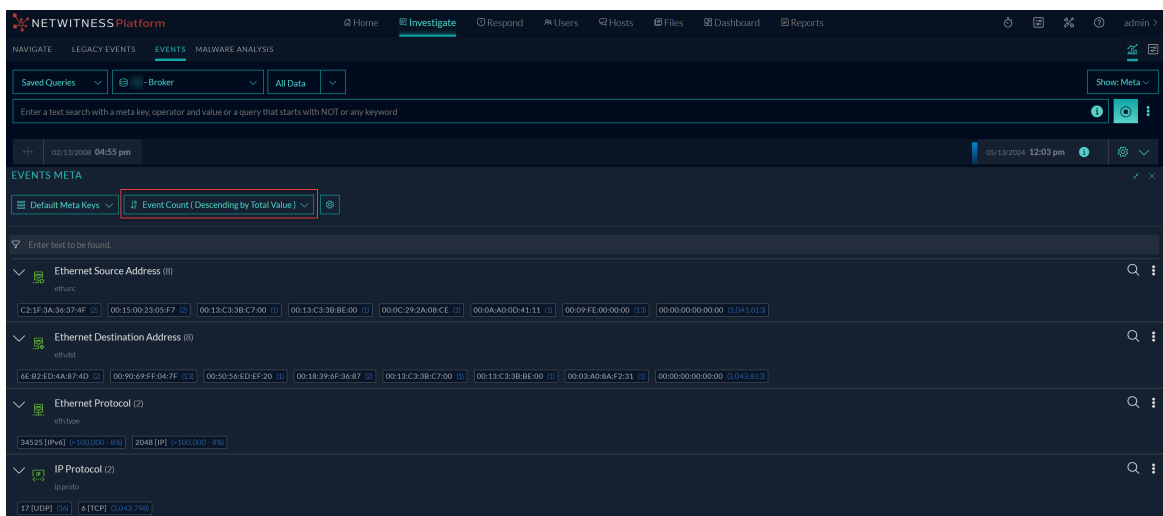 NETWITNESS Platform Home Investigate Respond Users Hosts Files Dashboard Reports admin >
NAVIGATE LEGACY EVENTS EVENTS MALWARE ANALYSIS
Saved Queries - Broker All Data Show: Meta
Enter a text search with a meta key, operator and value or a query that starts with NOT or any keyword
02/13/2008 04:55 pm 05/13/2024 12:03 pm
EVENTS META
Default Meta Keys Event Count ( Descending by Total Value )
Enter text to be found.
Ethernet Source Address (8)
eth.src
C2:1F:3A:36:37:4F (2) 00:15:00:23:05:F7 (2) 00:13:C3:3B:C7:00 (1) 00:13:C3:3B:BE:00 (1) 00:0C:29:2A:08:CE (1) 00:0A:A0:0D:41:11 (1) 00:09:FE:00:00:00 (13) 00:00:00:00:00:00 (3,043,813)
Ethernet Destination Address (8)
eth.dst
6E:B2:ED:4A:87:4D (2) 00:90:69:FF:04:7F (13) 00:50:56:ED:EF:20 (1) 00:18:39:6F:36:87 (2) 00:13:C3:3B:C7:00 (1) 00:13:C3:3B:BE:00 (1) 00:03:A0:8A:F2:31 (1) 00:00:00:00:00:00 (3,043,813)
Ethernet Protocol (2)
eth.type
34525 [IPv6] (>100,000 - 8%) 2048 [IP] (>100,000 - 8%)
IP Protocol (2)
ip.proto
17 [UDP] (36) 6 [TCP] (3,043,798)